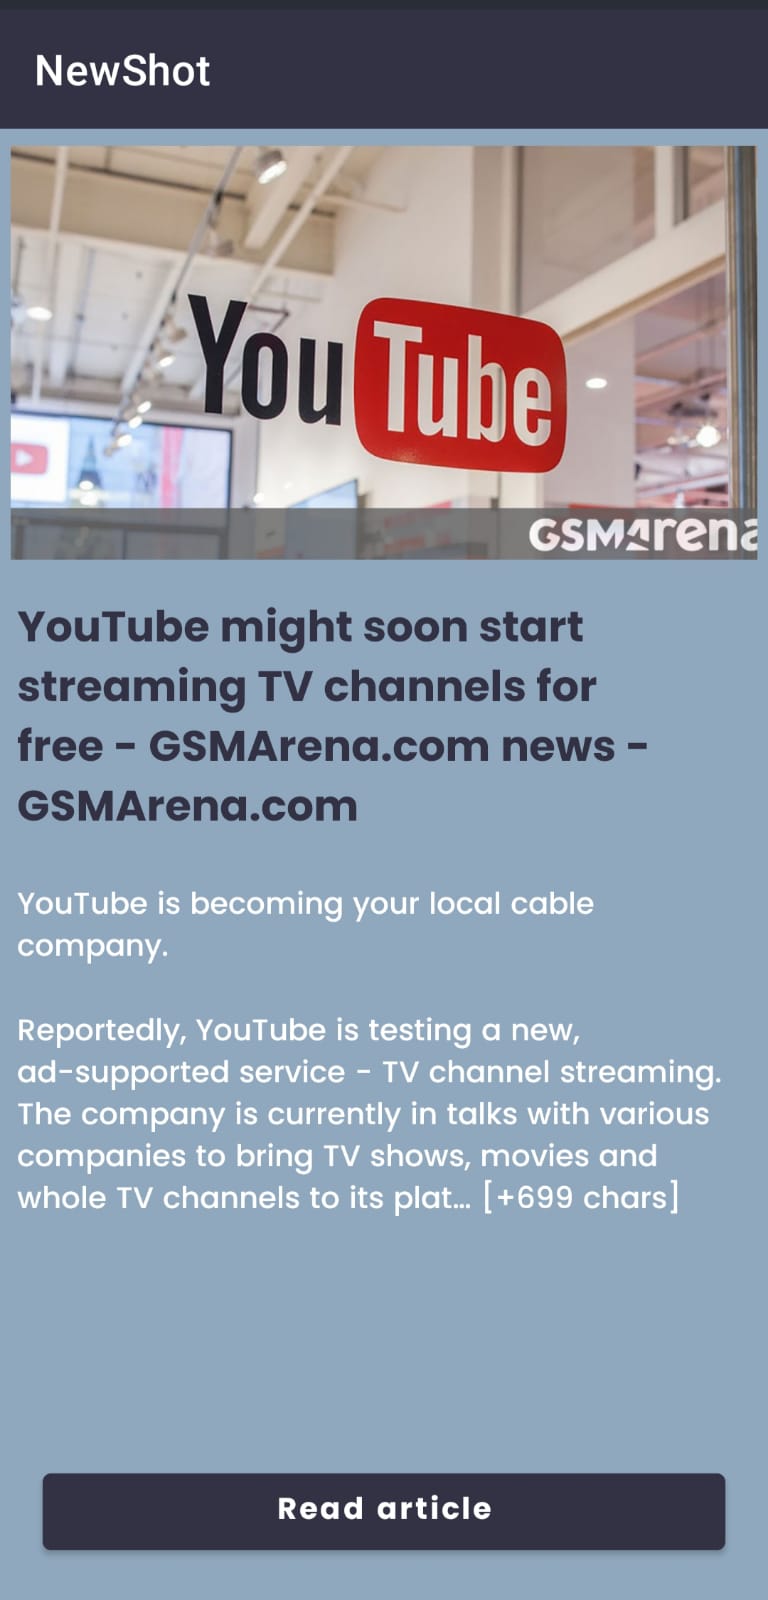 NewShot
YouTube
GSMArena
YouTube might soon start
streaming TV channels for
free - GSMArena.com news -
GSMArena.com
YouTube is becoming your local cable
company.
Reportedly, YouTube is testing a new,
ad-supported service - TV channel streaming.
The company is currently in talks with various
companies to bring TV shows, movies and
whole TV channels to its plat... [+699 chars]
Read article